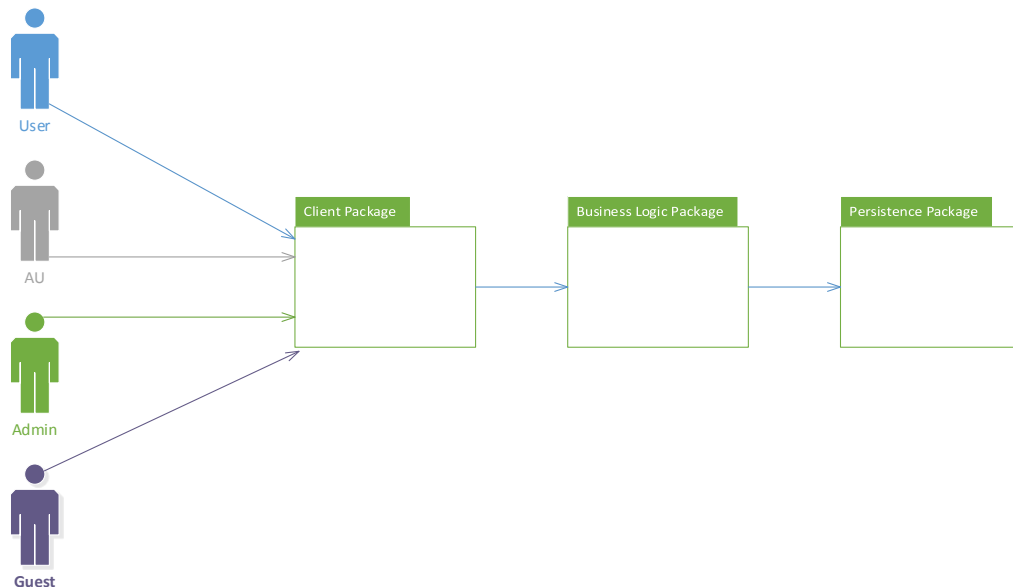 User
AU
Admin
Guest
Client Package
Business Logic Package
Persistence Package